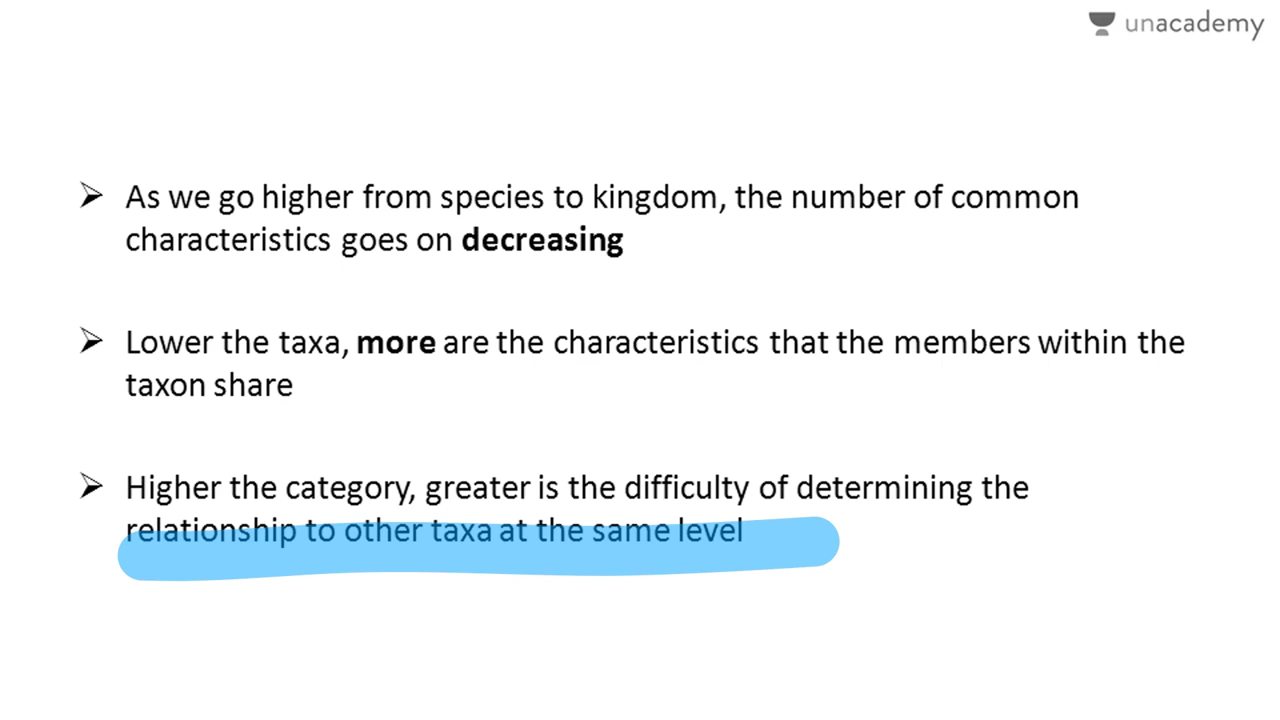 unacademy
As we go higher from species to kingdom, the number of common
characteristics goes on decreasing
Lower the taxa, more are the characteristics that the members within the
taxon share
Higher the category, greater is the difficulty of determining the
relationship to other taxa at the same level